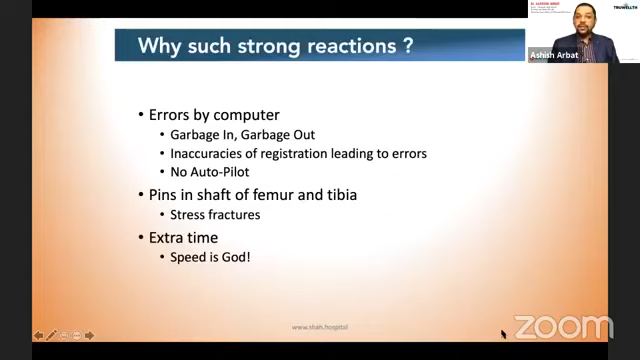 Why such strong reactions ?
TRUWELLTH
Ashish Arbat
• Errors by computer
• Garbage In, Garbage Out
• Inaccuracies of registration leading to errors
• No Auto-Pilot
• Pins in shaft of femur and tibia
• Stress fractures
• Extra time
• Speed is God!
www.shah.hospital
zoom